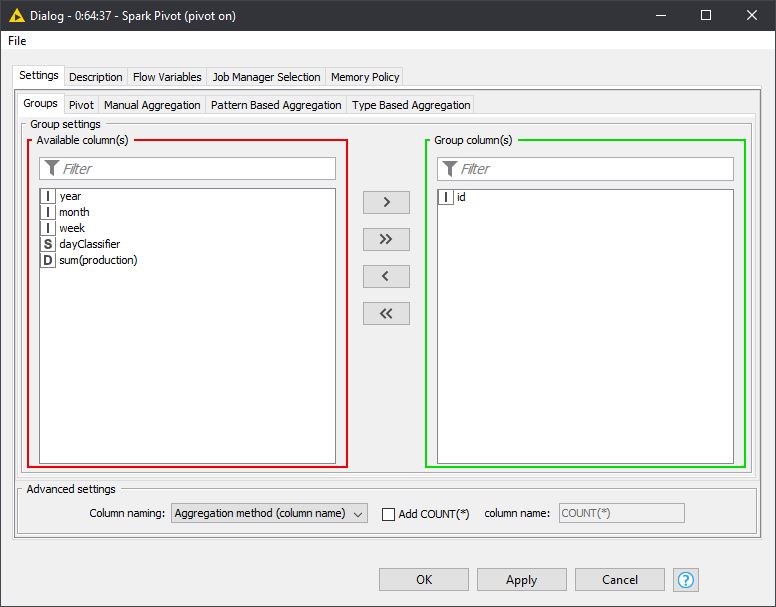 Dialog - 0:64:37 - Spark Pivot (pivot on)
File
Settings Description Flow Variables Job Manager Selection Memory Policy
Groups Pivot Manual Aggregation Pattern Based Aggregation Type Based Aggregation
Group settings
Available column(s)
Filter
I year
I month
I week
S dayClassifier
D sum(production)
>
>>
<
<<
Group column(s)
Filter
I id
Advanced settings
Column naming: Aggregation method (column name) Add COUNT(*) column name: COUNT(*)
OK Apply Cancel ?